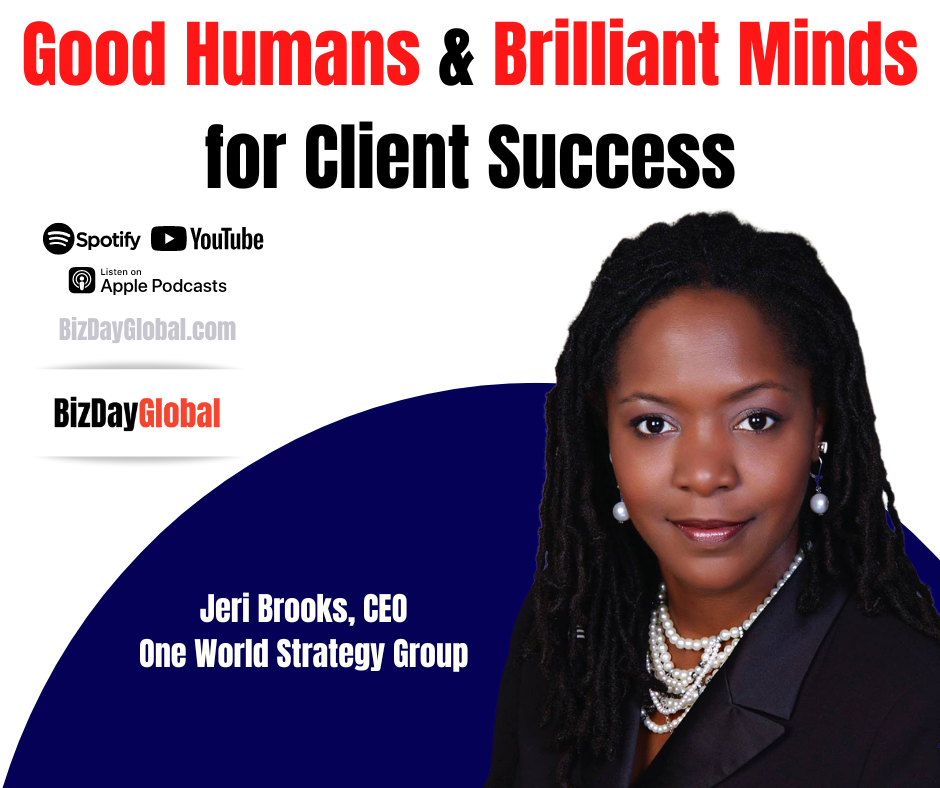 Good Humans & Brilliant Minds
for Client Success
Spotify YouTube
Listen on
Apple Podcasts
BizDayGlobal.com
BizDayGlobal
Jeri Brooks, CEO
One World Strategy Group